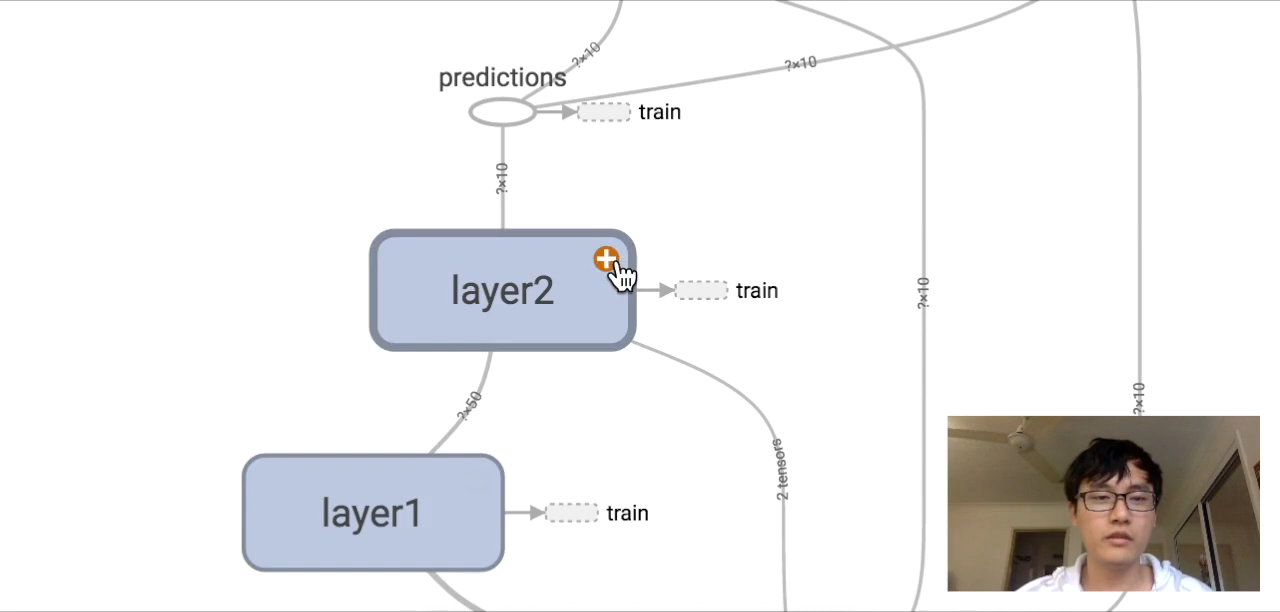 ?×10
?×10
predictions
train
?×10
layer2
train
?×10
?×50
?×10
2 tensors
layer1
train